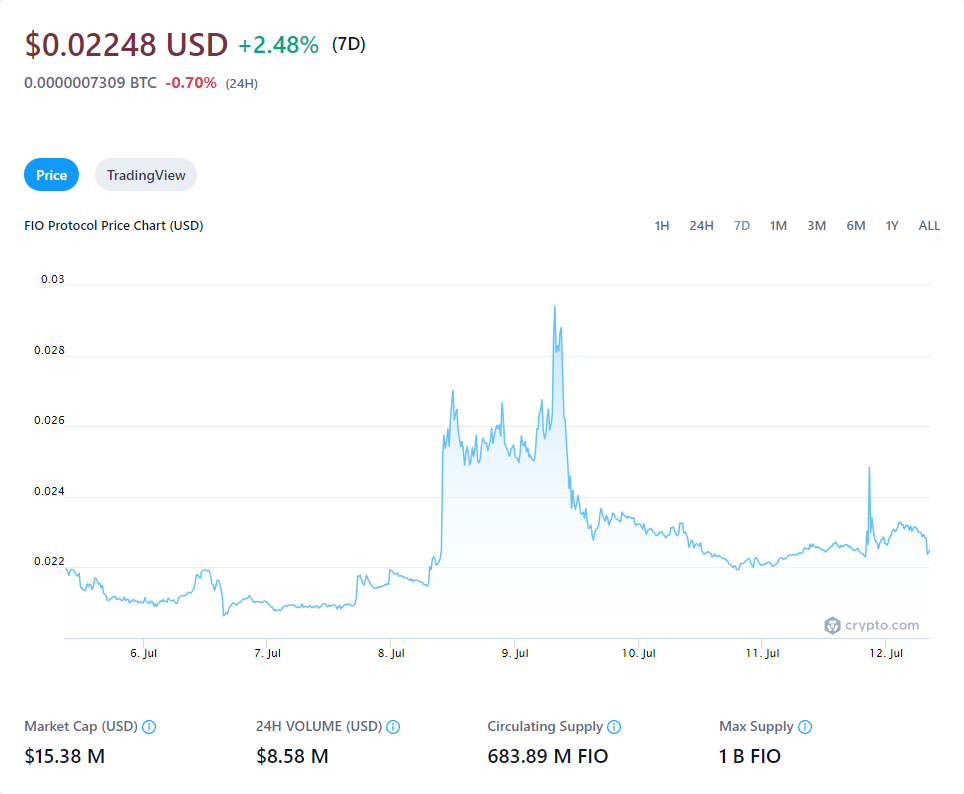 $0.02248 USD +2.48% (7D)
0.0000007309 BTC -0.70% (24H)
Price TradingView
FIO Protocol Price Chart (USD) 1H 24H 7D 1M 3M 6M 1Y ALL
0.03
0.028
0.026
0.024
0.022
crypto.com
6. Jul 7. Jul 8. Jul 9. Jul 10. Jul 11. Jul 12. Jul
Market Cap (USD) 24H VOLUME (USD) Circulating Supply Max Supply
$15.38 M $8.58 M 683.89 M FIO 1 B FIO